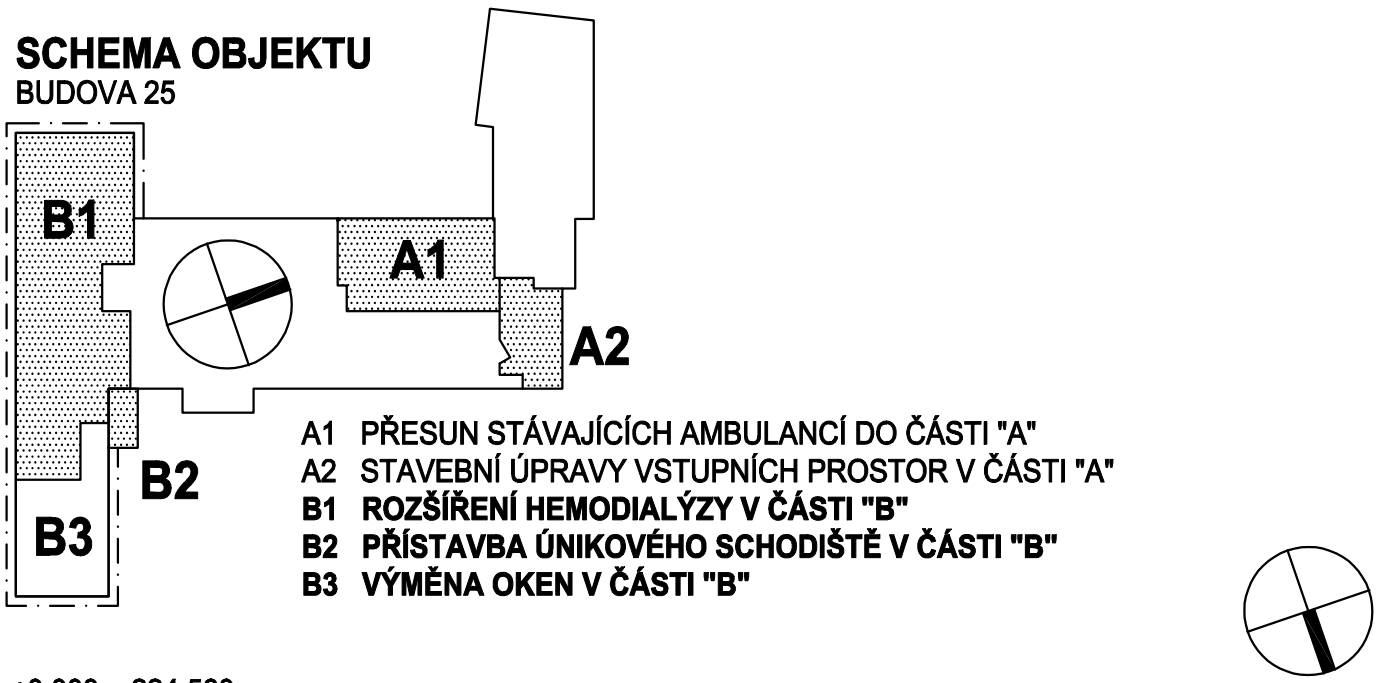 SCHEMA OBJEKTU
BUDOVA 25
B1
A1
A2
B2
B3
A1 PŘESUN STÁVAJÍCÍCH AMBULANCÍ DO ČÁSTI "A"
A2 STAVEBNÍ ÚPRAVY VSTUPNÍCH PROSTOR V ČÁSTI "A"
B1 ROZŠÍŘENÍ HEMODIALÝZY V ČÁSTI "B"
B2 PŘÍSTAVBA ÚNIKOVÉHO SCHODIŠTĚ V ČÁSTI "B"
B3 VÝMĚNA OKEN V ČÁSTI "B"